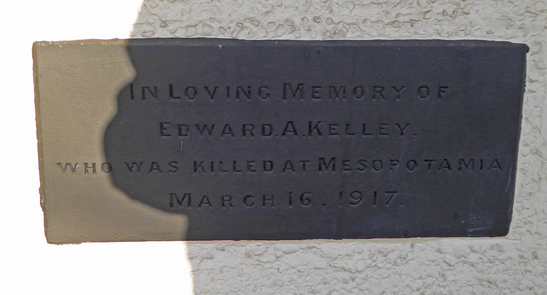 IN LOVING MEMORY OF
EDWARD.A.KELLEY.
WHO WAS KILLED AT MESOPOTAMIA
MARCH 16. 1917.